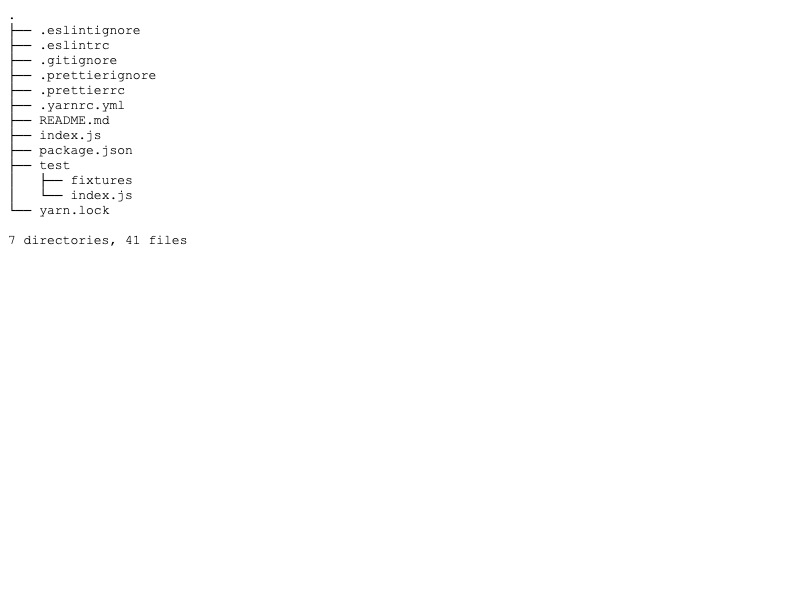 .
├── .eslintignore
├── .eslintrc
├── .gitignore
├── .prettierignore
├── .prettierrc
├── .yarnrc.yml
├── README.md
├── index.js
├── package.json
├── test
│   ├── fixtures
│   └── index.js
└── yarn.lock

7 directories, 41 files